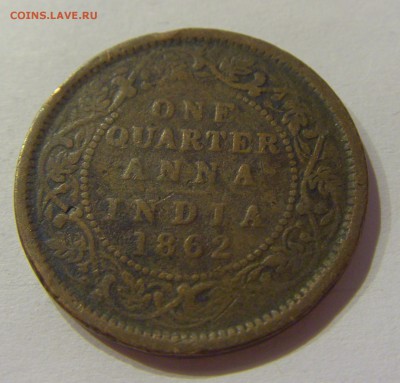 COINS.LAVE.RU
ONE
QUARTER
ANNA
INDIA
1862